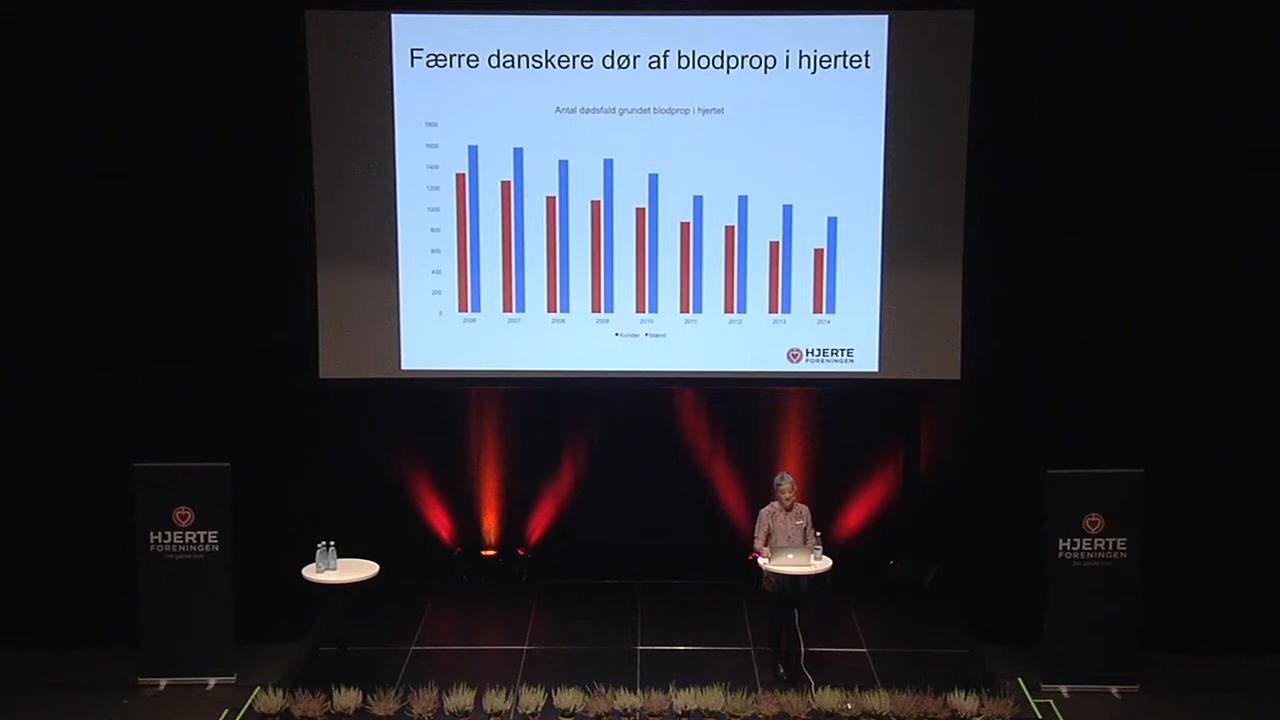 Færre danskere dør af blodprop i hjertet
Antal dødsfald grundet blodprop i hjertet
1800
1600
1400
1200
1000
800
600
400
200
0
2006 2007 2008 2009 2010 2011 2012 2013 2014
Kvinder Mænd
HJERTE
FORENINGEN
HJERTE
FORENINGEN
HJERTE
FORENINGEN